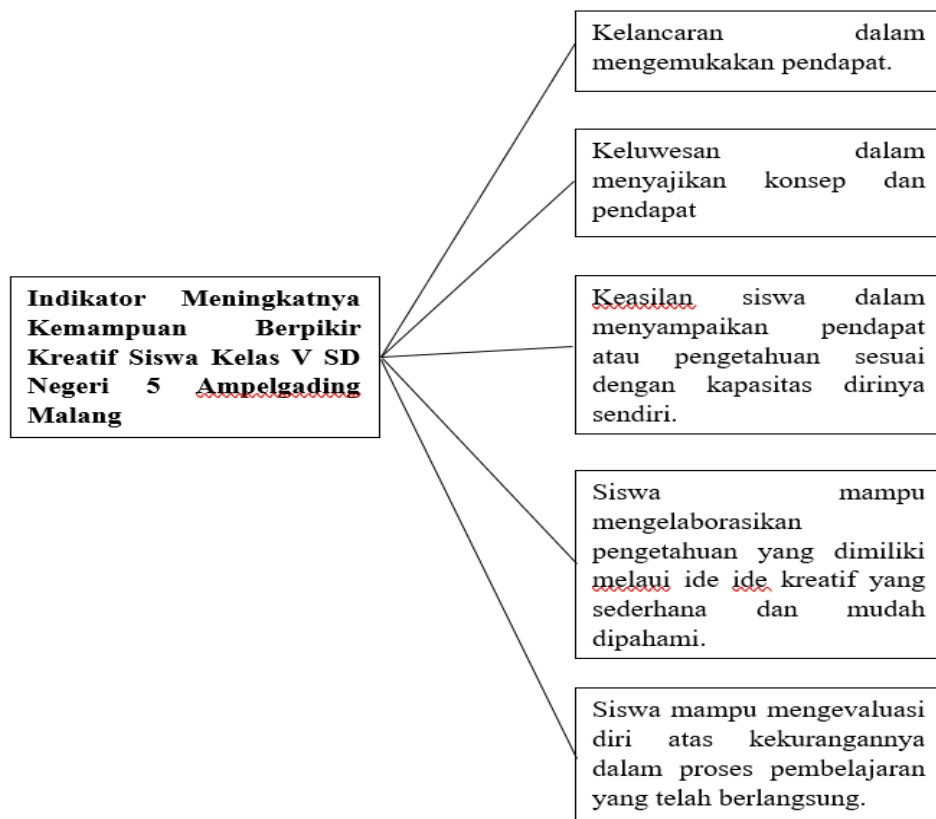 Kelancaran dalam
mengemukakan pendapat.
Keluwesan dalam
menyajikan konsep dan
pendapat
Indikator Meningkatnya
Kemampuan Berpikir
Kreatif Siswa Kelas V SD
Negeri 5 Ampelgading
Malang
Keasilan siswa dalam
menyampaikan pendapat
atau pengetahuan sesuai
dengan kapasitas dirinya
sendiri.
Siswa mampu
mengelaborasikan
pengetahuan yang dimiliki
melaui ide ide kreatif yang
sederhana dan mudah
dipahami.
Siswa mampu mengevaluasi
diri atas kekurangannya
dalam proses pembelajaran
yang telah berlangsung.